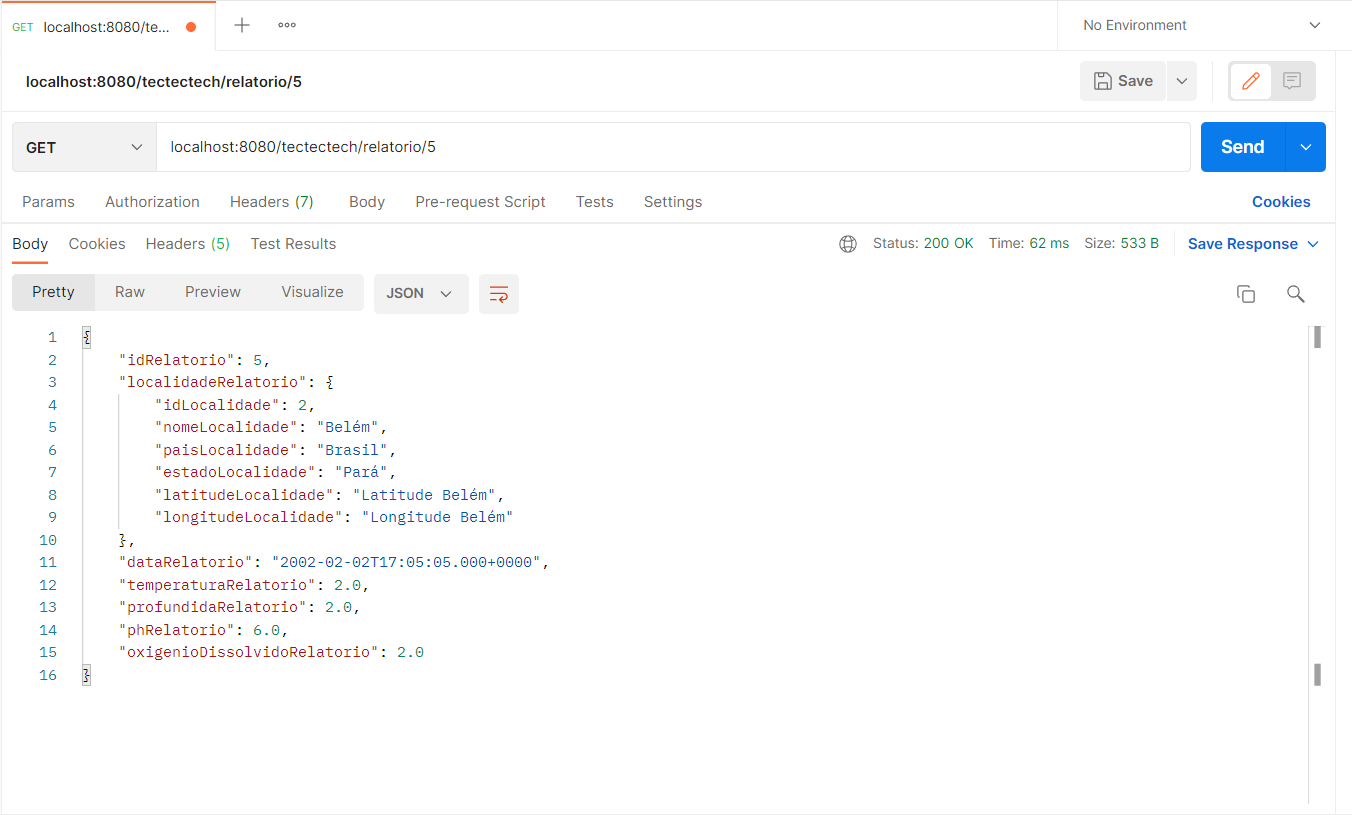 GET localhost:8080/te... No Environment
localhost:8080/tectectech/relatorio/5 Save
GET localhost:8080/tectectech/relatorio/5 Send
Params Authorization Headers (7) Body Pre-request Script Tests Settings Cookies
Body Cookies Headers (5) Test Results Status: 200 OK Time: 62 ms Size: 533 B Save Response
Pretty Raw Preview Visualize JSON
1 {
2 "idRelatorio": 5,
3 "localidadeRelatorio": {
4 "idLocalidade": 2,
5 "nomeLocalidade": "Belém",
6 "paisLocalidade": "Brasil",
7 "estadoLocalidade": "Pará",
8 "latitudeLocalidade": "Latitude Belém",
9 "longitudeLocalidade": "Longitude Belém"
10 },
11 "dataRelatorio": "2002-02-02T17:05:05.000+0000",
12 "temperaturaRelatorio": 2.0,
13 "profundidaRelatorio": 2.0,
14 "phRelatorio": 6.0,
15 "oxigenioDissolvidoRelatorio": 2.0
16 }